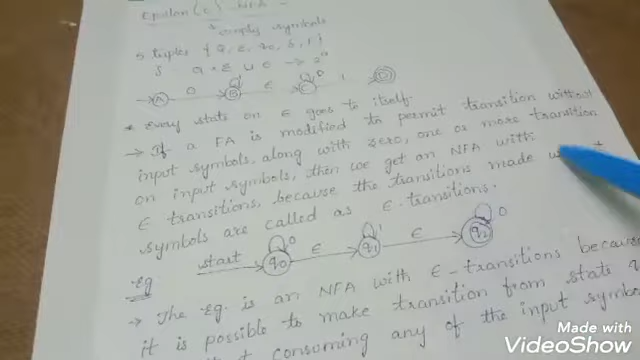 Epsilon (ε) - NFA -
empty symbols
5 tuples { Q, Σ, q0, δ, F }
δ Q × Σ ∪ ε → 2^Q
A 0 B ε C 1 D
* Every state on ε goes to itself
→ If a FA is modified to permit transition without
input symbols, along with zero, one or more transition
on input symbols, then we get an NFA with
ε transitions, because the transitions made
symbols are called as ε-transitions.
Eg start q0 0 ε q1 1 ε q2 0
→ The Eg. is an NFA with ε-transitions because
it is possible to make transition from state q
consuming any of the input symbo
Made with
VideoShow